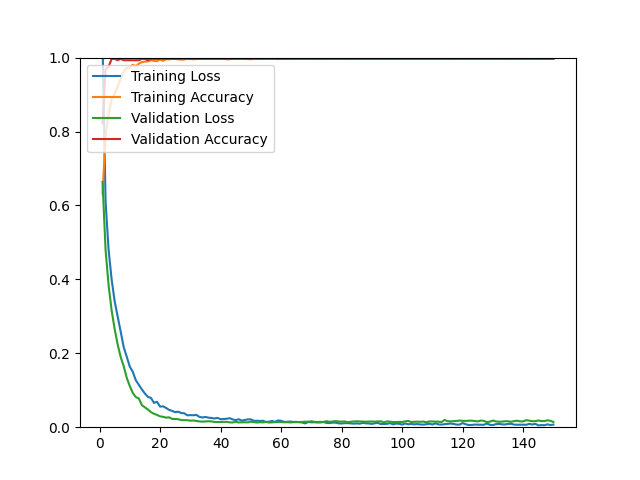 Training Loss
Training Accuracy
Validation Loss
Validation Accuracy
1.0
0.8
0.6
0.4
0.2
0.0
0 20 40 60 80 100 120 140